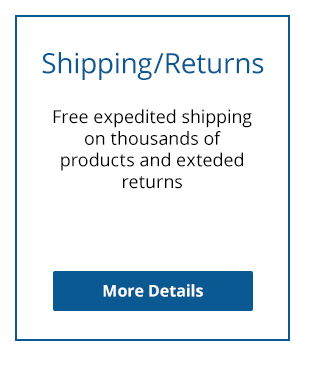 Shipping/Returns
Free expedited shipping
on thousands of
products and exteded
returns
More Details